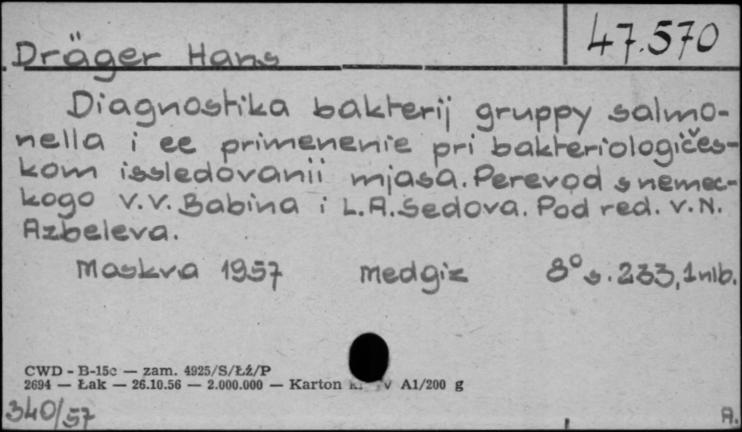 47.570
Dräger Hans
Diagnostika bakterij gruppy salmo-
nella i ee primenenie pri bakteriologičes-
kom issledovanii mjasa. Perevod s nemec-
kogo V.V. Babina i L.A. Sedova. Pod red. V.N.
Azbeleva.
Moskva 1957 Medgiz 8° s. 233, 1 nlb.
CWD - B-15c — zam. 4925/S/Łż/P
2694 — Łak — 26.10.56 — 2.000.000 — Karton kl. V A1/200 g
340/57
A.